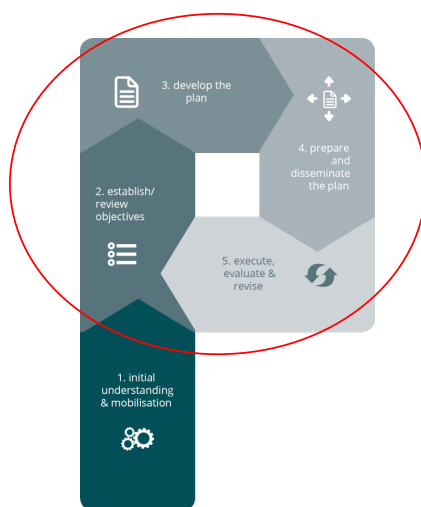 3. develop the
plan
4. prepare
and
disseminate
the plan
2. establish/
review
objectives
5. execute,
evaluate &
revise
1. initial
understanding
& mobilisation